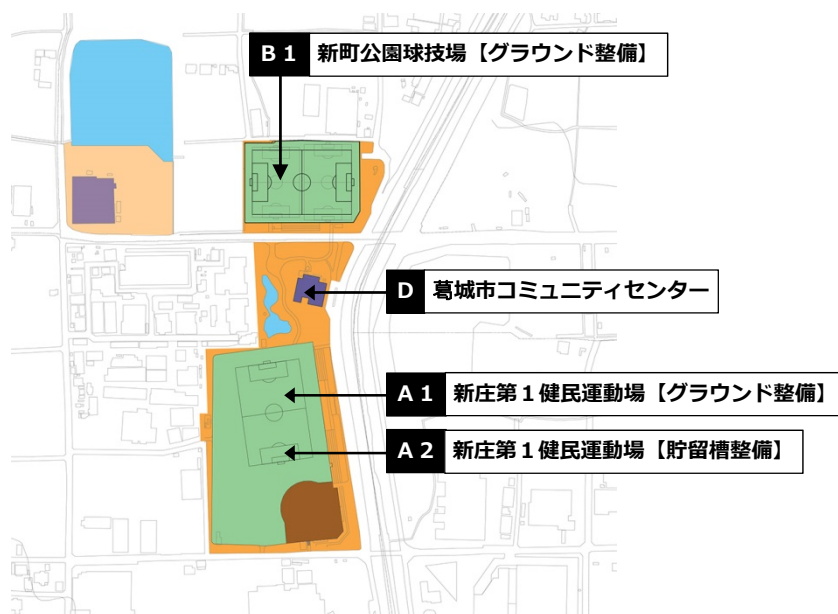 B1 新町公園球技場【グラウンド整備】
D 葛城市コミュニティセンター
A1 新庄第1健民運動場【グラウンド整備】
A2 新庄第1健民運動場【貯留槽整備】